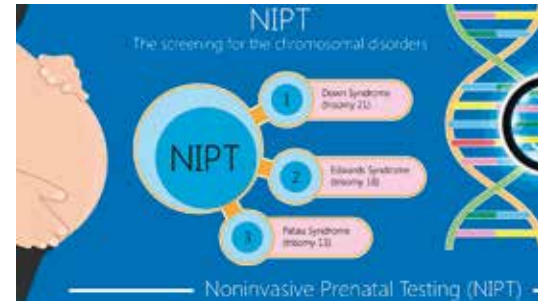 NIPT
The screening for the chromosomal disorders
1
Down Syndrome
(trisomy 21)
NIPT
2
Edwards Syndrome
(trisomy 18)
3
Patau Syndrome
(trisomy 13)
Noninvasive Prenatal Testing (NIPT)